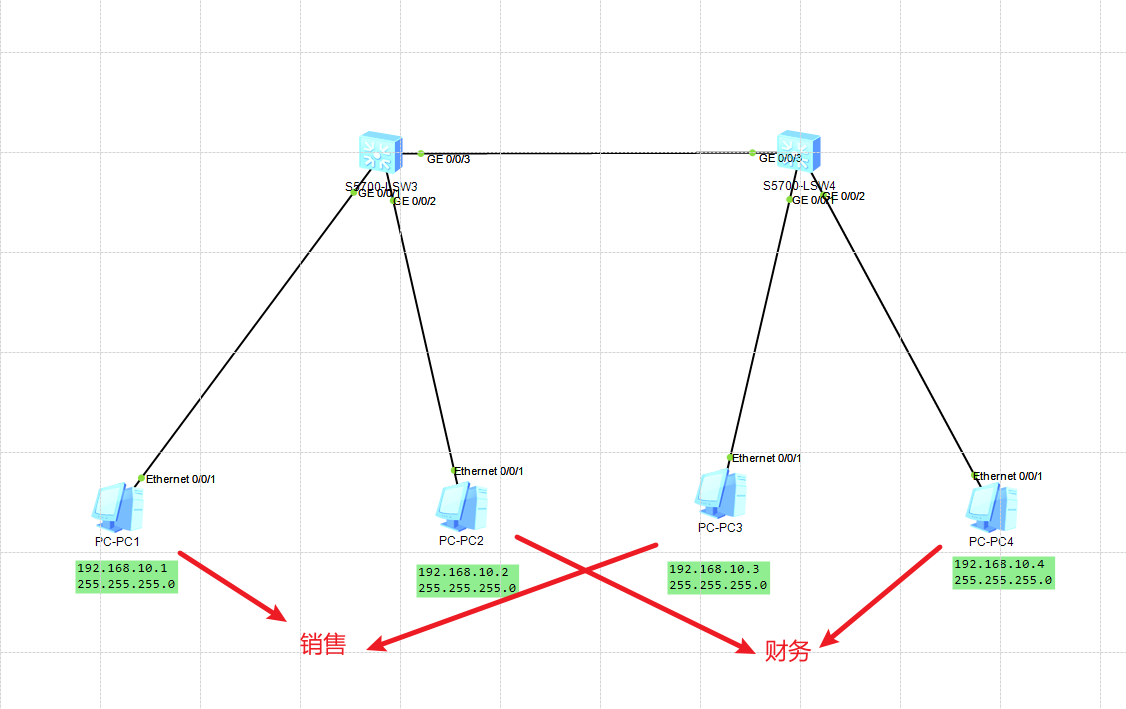 GE 0/0/3
GE 0/0/3
S5700-LSW3
S5700-LSW4
GE 0/0/1
GE 0/0/2
GE 0/0/1
GE 0/0/2
Ethernet 0/0/1
Ethernet 0/0/1
Ethernet 0/0/1
Ethernet 0/0/1
PC-PC1
PC-PC2
PC-PC3
PC-PC4
192.168.10.1
255.255.255.0
192.168.10.2
255.255.255.0
192.168.10.3
255.255.255.0
192.168.10.4
255.255.255.0
销售
财务